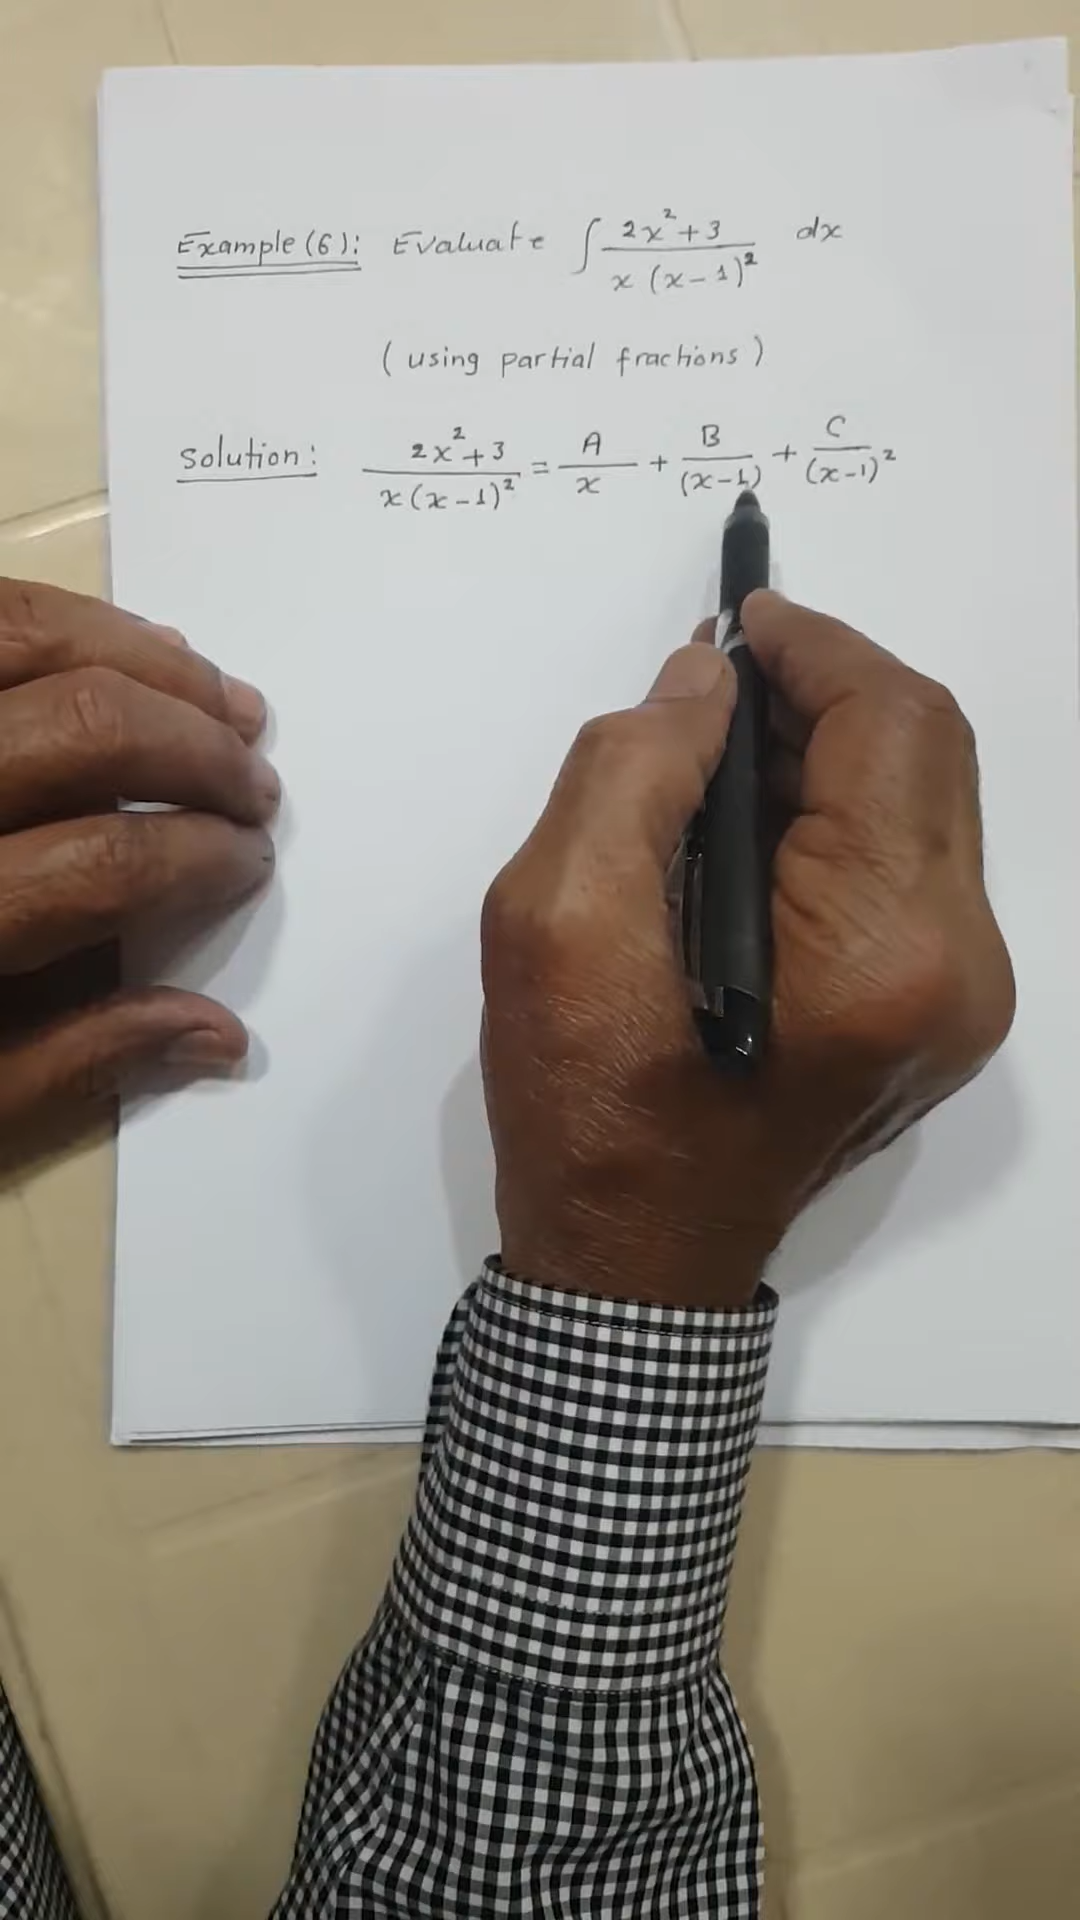 Example (6): Evaluate ∫ (2x² + 3) / (x (x - 1)²) dx
(using partial fractions)
Solution: (2x² + 3) / (x (x - 1)²) = A/x + B/(x - 1) + C/(x - 1)²